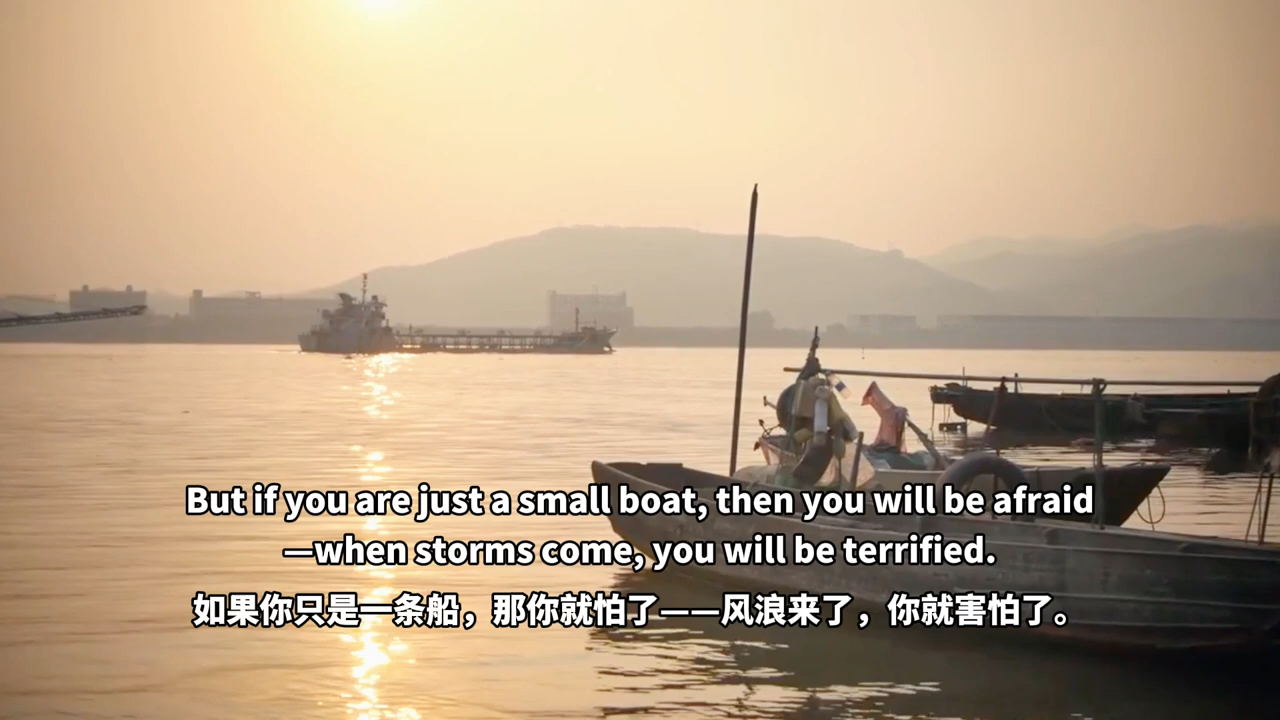 But if you are just a small boat, then you will be afraid
—when storms come, you will be terrified.
如果你只是一条船，那你就怕了——风浪来了，你就害怕了。